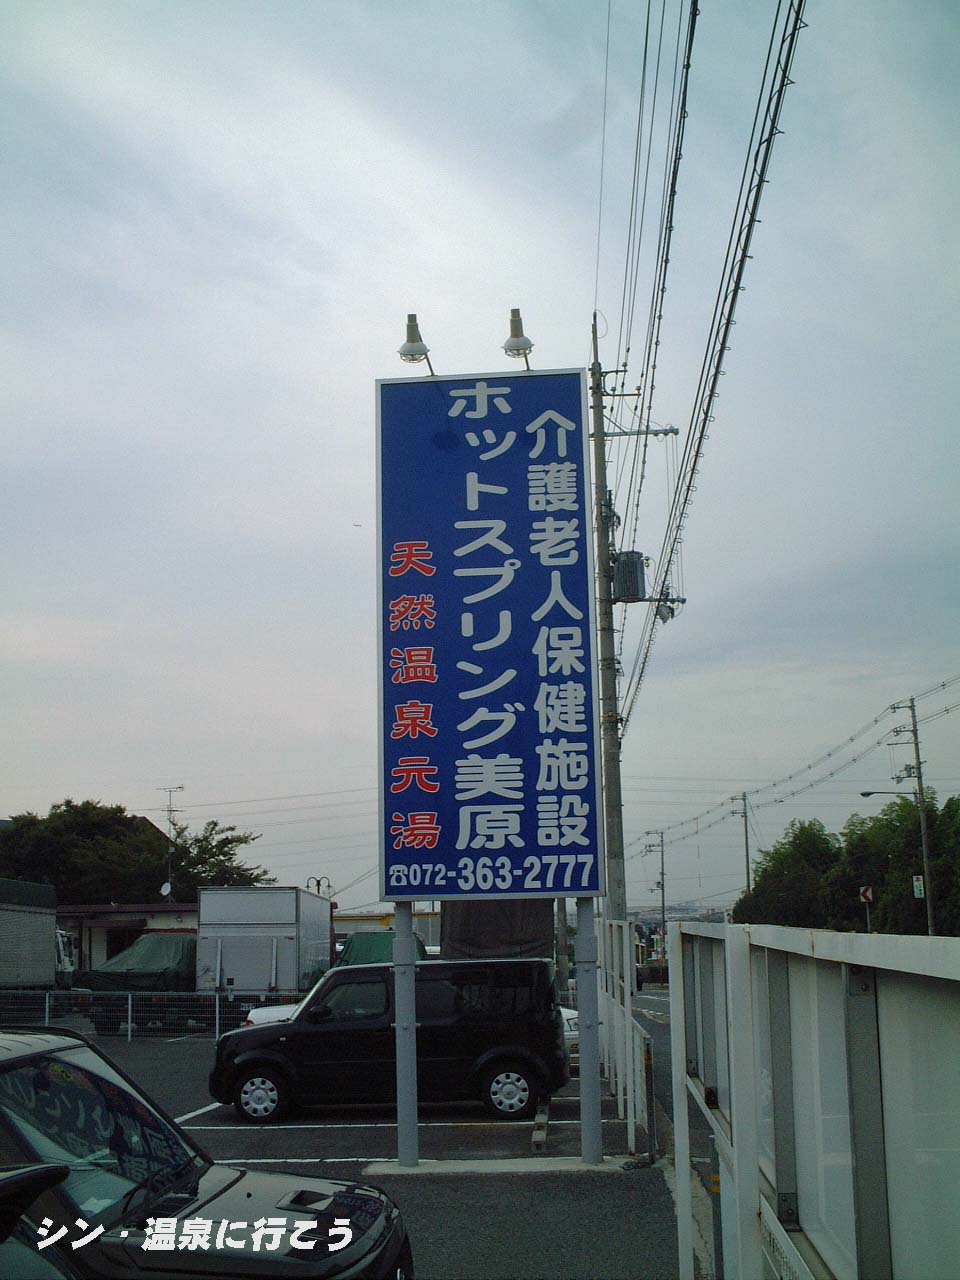 介護老人保健施設
ホットスプリング美原
天然温泉元湯
☎072-363-2777
シン・温泉に行こう